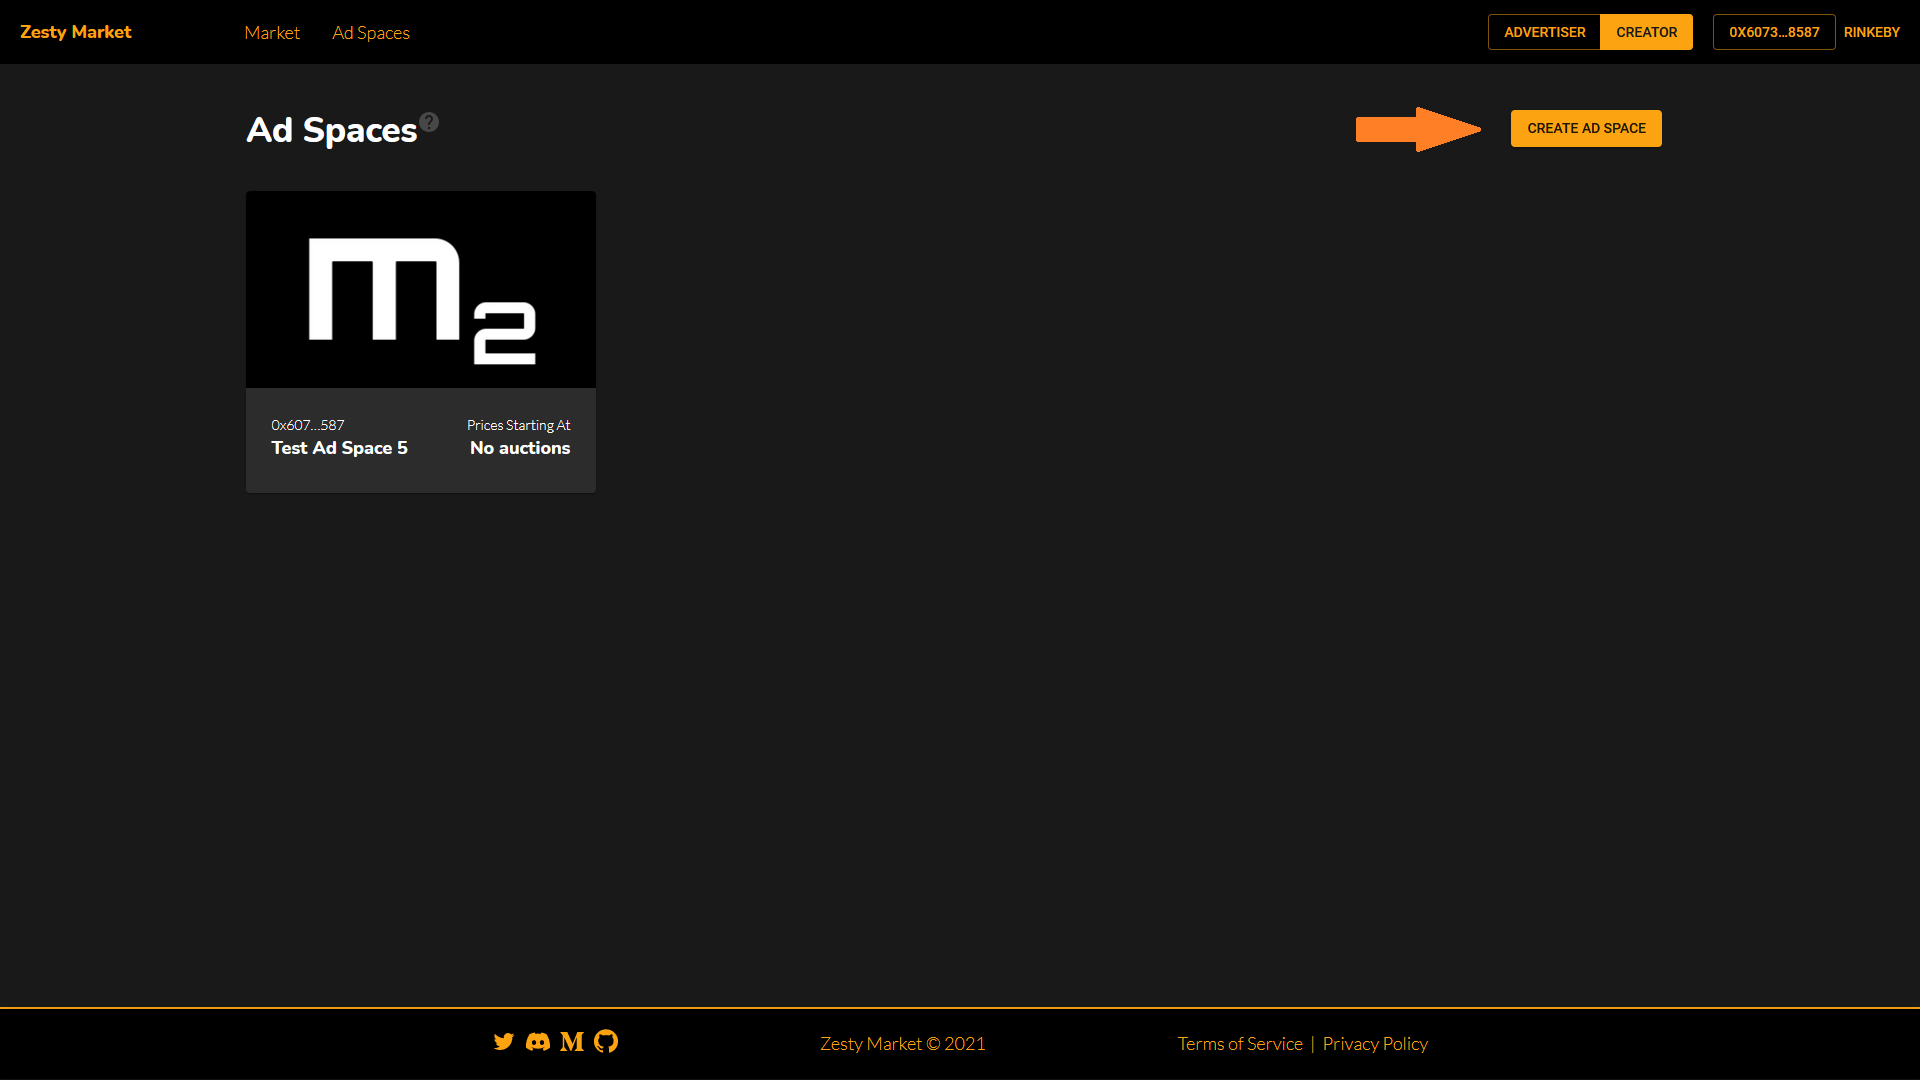 Zesty Market
Market
Ad Spaces
ADVERTISER
CREATOR
0X6073...8587
RINKEBY
Ad Spaces
?
CREATE AD SPACE
m2
0x607...587
Prices Starting At
Test Ad Space 5
No auctions
M
Zesty Market © 2021
Terms of Service | Privacy Policy